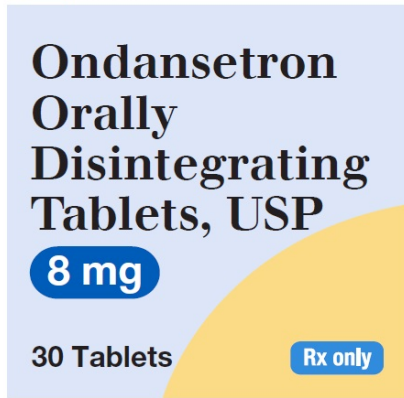 Ondansetron
Orally
Disintegrating
Tablets, USP
8 mg
30 Tablets
Rx only